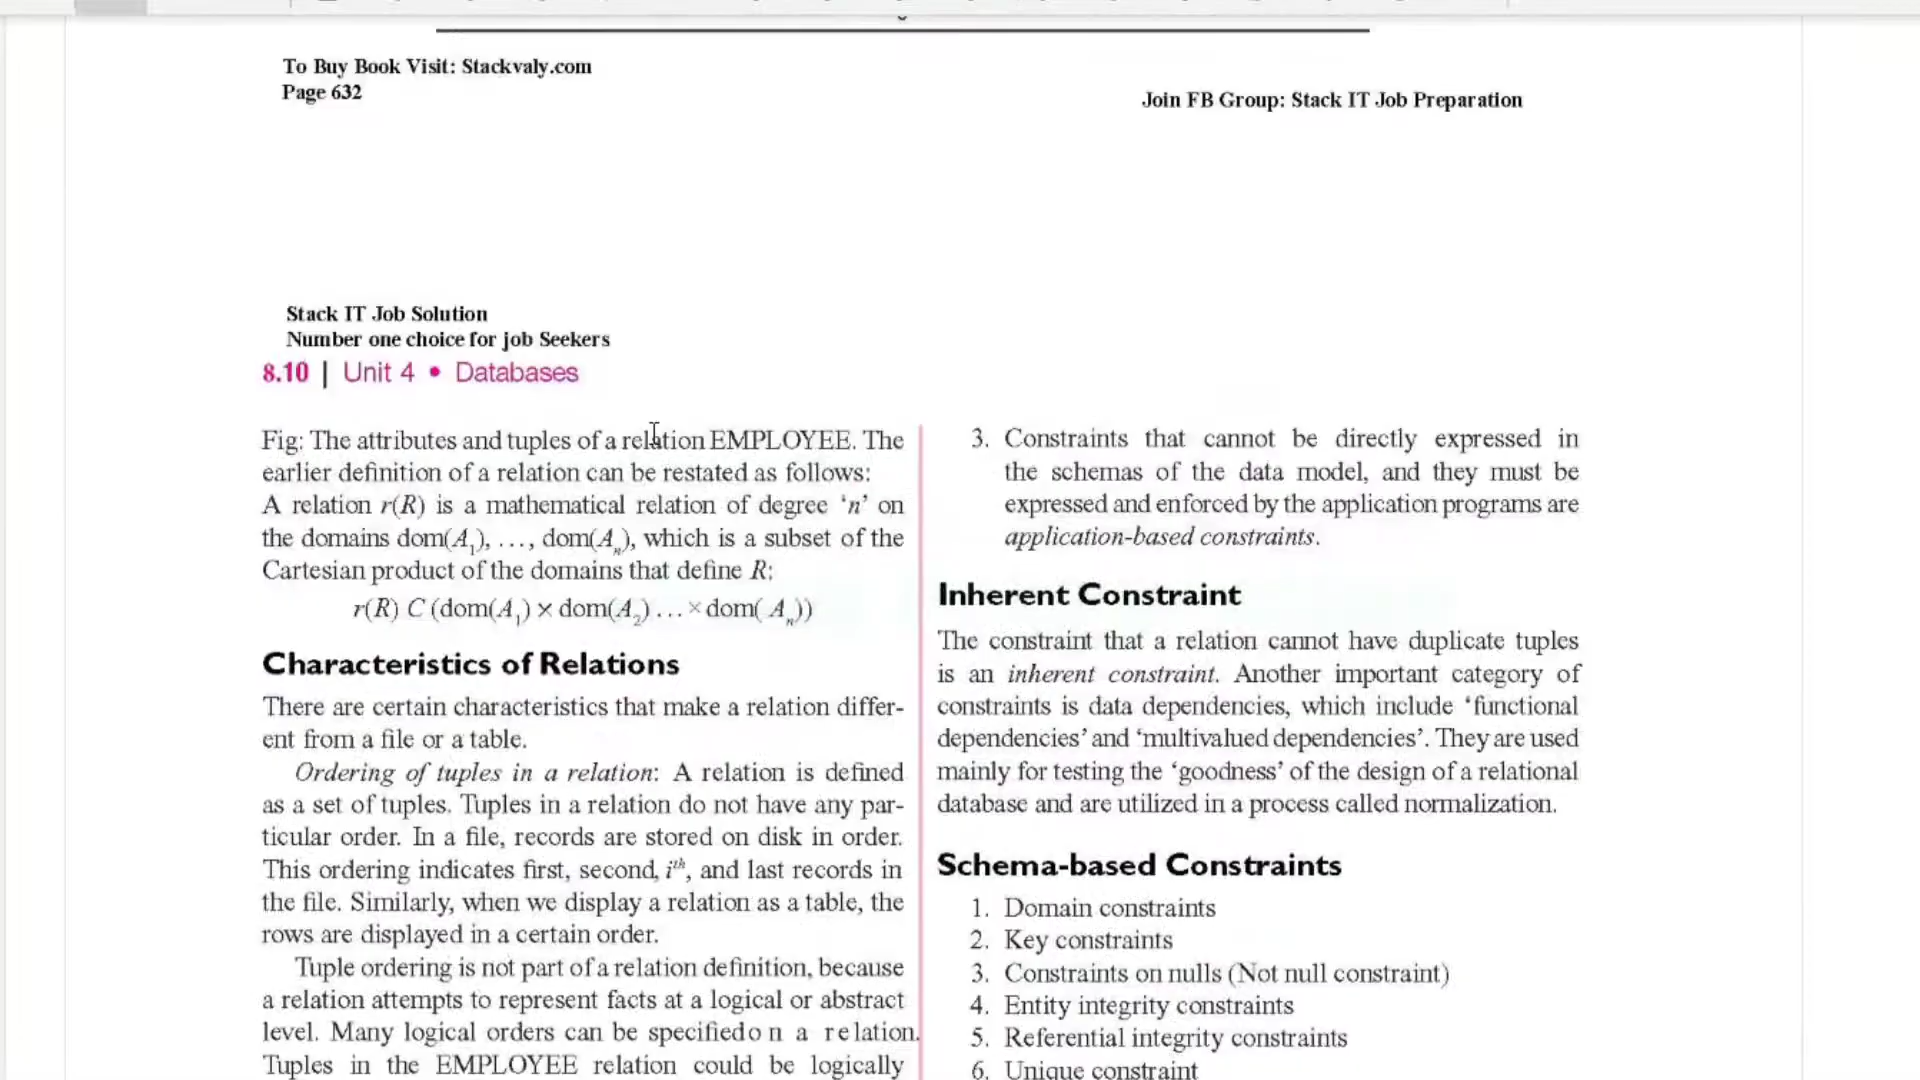 To Buy Book Visit: Stackvaly.com
Page 632
Join FB Group: Stack IT Job Preparation
Stack IT Job Solution
Number one choice for job Seekers
8.10 | Unit 4 • Databases
Fig: The attributes and tuples of a relation EMPLOYEE. The
earlier definition of a relation can be restated as follows:
A relation r(R) is a mathematical relation of degree ‘n’ on
the domains dom(A₁), …, dom(Aₙ), which is a subset of the
Cartesian product of the domains that define R:
r(R) C (dom(A₁) × dom(A₂) … × dom( Aₙ))
Characteristics of Relations
There are certain characteristics that make a relation differ-
ent from a file or a table.
Ordering of tuples in a relation: A relation is defined
as a set of tuples. Tuples in a relation do not have any par-
ticular order. In a file, records are stored on disk in order.
This ordering indicates first, second, iᵗʰ, and last records in
the file. Similarly, when we display a relation as a table, the
rows are displayed in a certain order.
Tuple ordering is not part of a relation definition, because
a relation attempts to represent facts at a logical or abstract
level. Many logical orders can be specified on a relation.
Tuples in the EMPLOYEE relation could be logically
3. Constraints that cannot be directly expressed in
the schemas of the data model, and they must be
expressed and enforced by the application programs are
application-based constraints.
Inherent Constraint
The constraint that a relation cannot have duplicate tuples
is an inherent constraint. Another important category of
constraints is data dependencies, which include ‘functional
dependencies’ and ‘multivalued dependencies’. They are used
mainly for testing the ‘goodness’ of the design of a relational
database and are utilized in a process called normalization.
Schema-based Constraints
1. Domain constraints
2. Key constraints
3. Constraints on nulls (Not null constraint)
4. Entity integrity constraints
5. Referential integrity constraints
6. Unique constraint